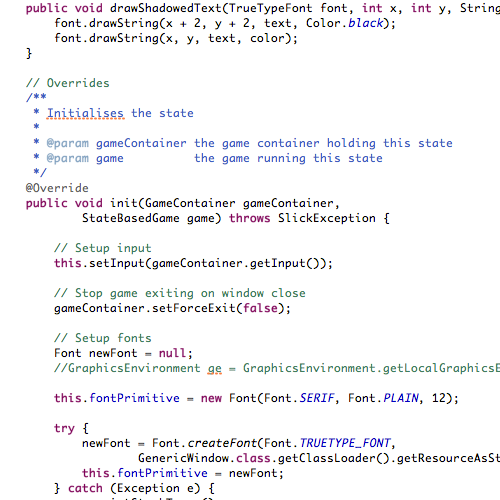 public void drawShadowedText(TrueTypeFont font, int x, int y, String
font.drawString(x + 2, y + 2, text, Color.black);
font.drawString(x, y, text, color);
}
// Overrides
/**
* Initialises the state
*
* @param gameContainer the game container holding this state
* @param game the game running this state
*/
@Override
public void init(GameContainer gameContainer,
StateBasedGame game) throws SlickException {
// Setup input
this.setInput(gameContainer.getInput());
// Stop game exiting on window close
gameContainer.setForceExit(false);
// Setup fonts
Font newFont = null;
//GraphicsEnvironment ge = GraphicsEnvironment.getLocalGraphicsE
this.fontPrimitive = new Font(Font.SERIF, Font.PLAIN, 12);
try {
newFont = Font.createFont(Font.TRUETYPE_FONT,
GenericWindow.class.getClassLoader().getResourceAsSt
this.fontPrimitive = newFont;
} catch (Exception e) {